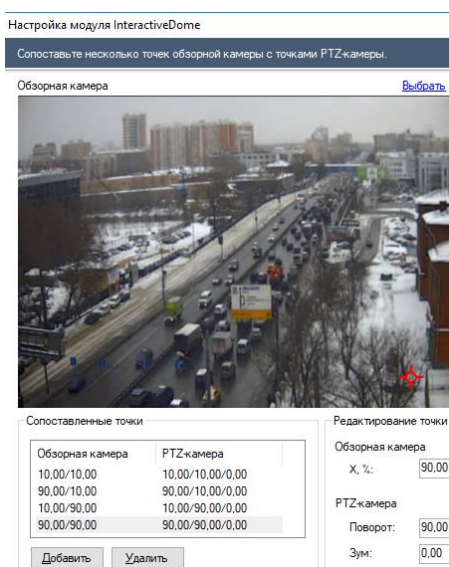 Настройка модуля InteractiveDome
Сопоставьте несколько точек обзорной камеры с точками PTZ-камеры.
Обзорная камера Выбрать
Сопоставленные точки
Обзорная камера PTZ-камера
10,00/10,00 10,00/10,00/0,00
90,00/10,00 90,00/10,00/0,00
10,00/90,00 10,00/90,00/0,00
90,00/90,00 90,00/90,00/0,00
Добавить Удалить
Редактирование точки
Обзорная камера
X, %: 90,00
PTZ-камера
Поворот: 90,00
Зум: 0,00